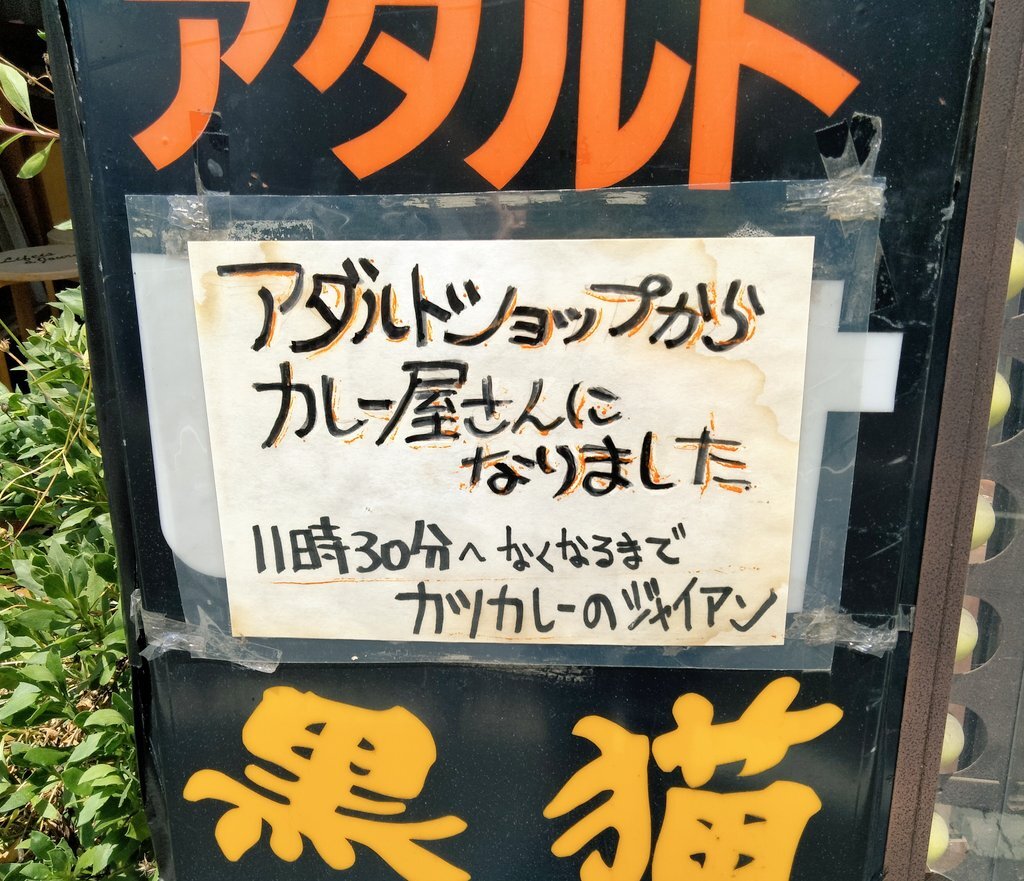 アダルト
アダルドショップから
カレー屋さんに
なりました
11時30分へなくなるまで
カツカレーのジャイアン
黒猫